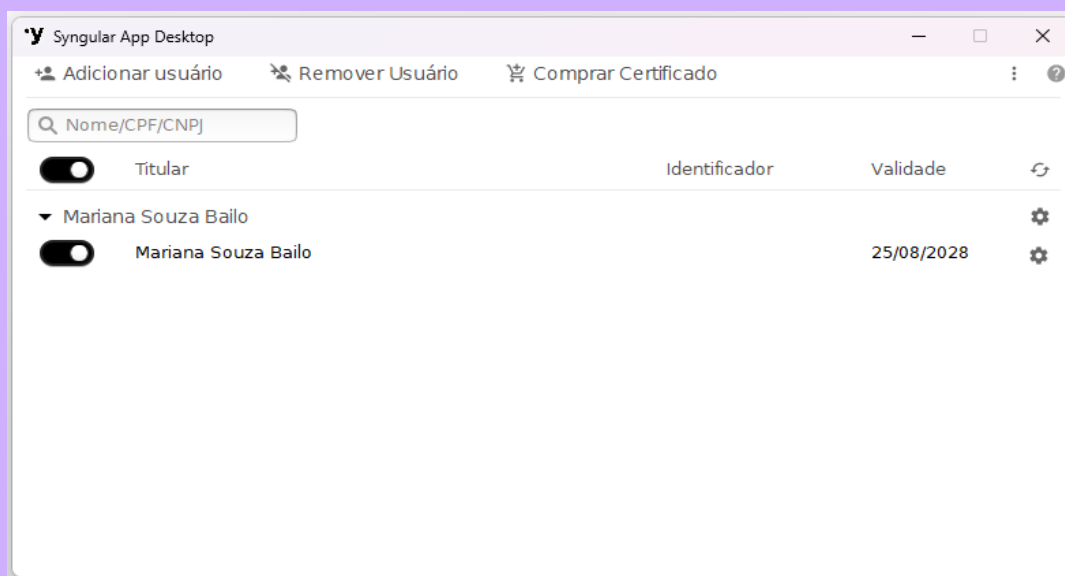 Syngular App Desktop
Adicionar usuário Remover Usuário Comprar Certificado
Nome/CPF/CNPJ
Titular Identificador Validade
Mariana Souza Bailo
Mariana Souza Bailo 25/08/2028